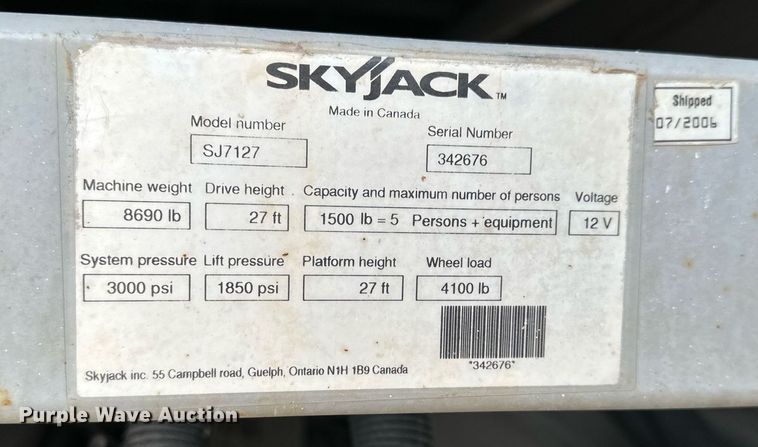 SKYJACK™
Made in Canada
Shipped
07/2006
Model number Serial Number
SJ7127 342676
Machine weight Drive height Capacity and maximum number of persons Voltage
8690 lb 27 ft 1500 lb = 5 Persons + equipment 12 V
System pressure Lift pressure Platform height Wheel load
3000 psi 1850 psi 27 ft 4100 lb
*342676*
Skyjack inc. 55 Campbell road, Guelph, Ontario N1H 1B9 Canada
Purple Wave Auction